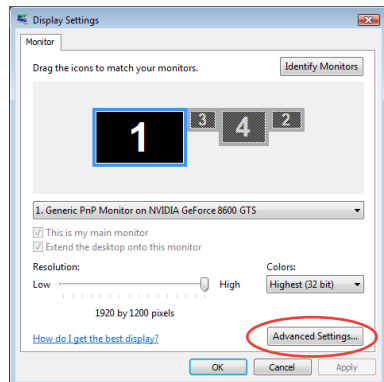 Display Settings
Monitor
Drag the icons to match your monitors.
Identify Monitors
1
3
4
2
1. Generic PnP Monitor on NVIDIA GeForce 8600 GTS
This is my main monitor
Extend the desktop onto this monitor
Resolution:
Colors:
Low
High
Highest (32 bit)
1920 by 1200 pixels
How do I get the best display?
Advanced Settings...
OK
Cancel
Apply